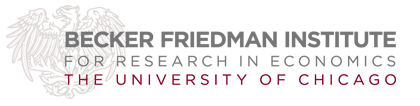 BECKER FRIEDMAN INSTITUTE
FOR RESEARCH IN ECONOMICS
THE UNIVERSITY OF CHICAGO